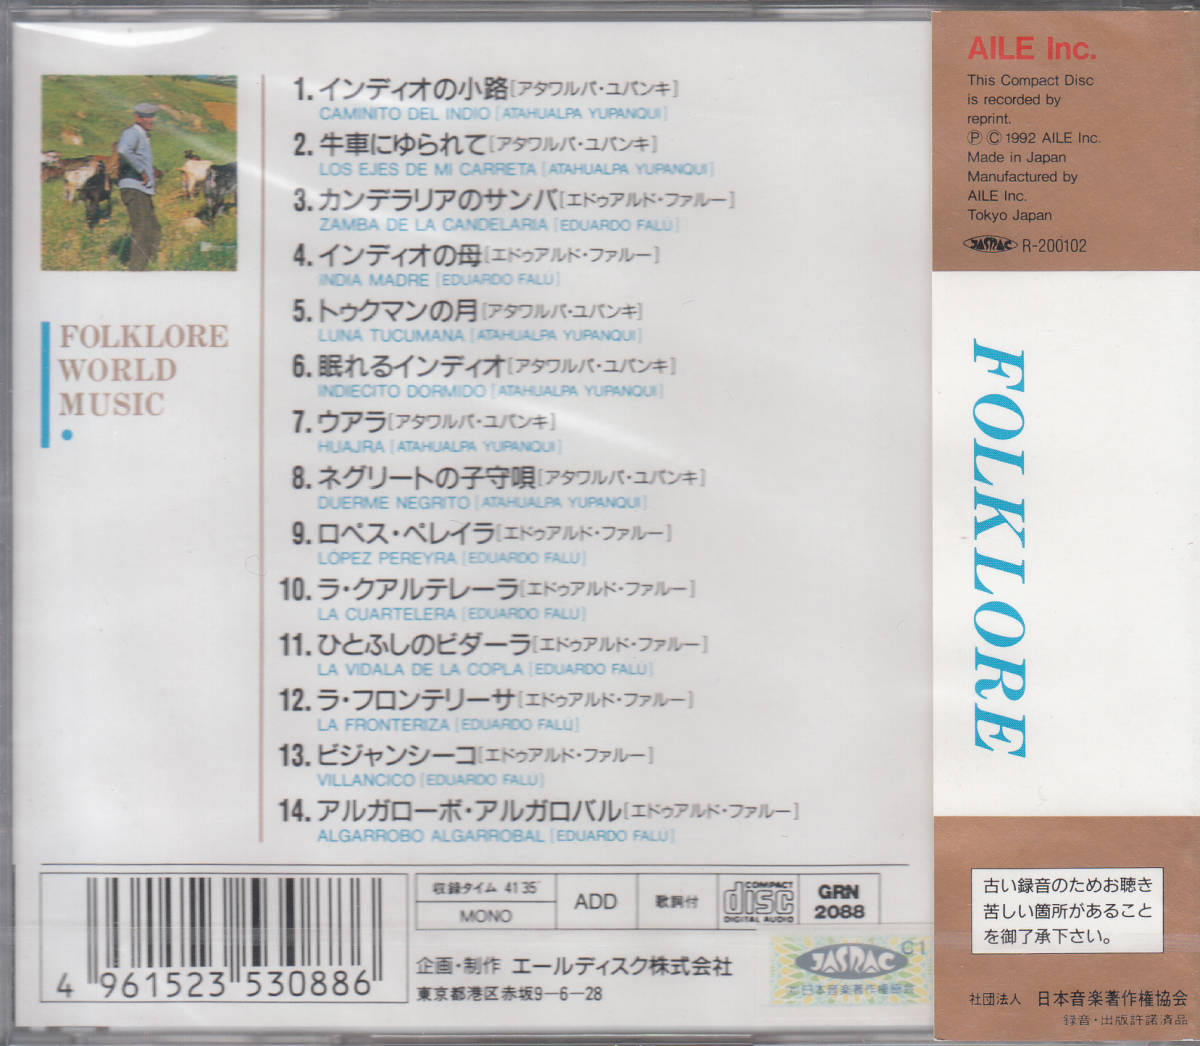 FOLKLORE
WORLD
MUSIC
1. インディオの小路[アタワルパ・ユパンキ]
CAMINITO DEL INDIO [ATAHUALPA YUPANQUI]
2. 牛車にゆられて[アタワルパ・ユパンキ]
LOS EJES DE MI CARRETA [ATAHUALPA YUPANQUI]
3. カンデラリアのサンバ[エドゥアルド・ファルー]
ZAMBA DE LA CANDELARIA [EDUARDO FALÚ]
4. インディオの母[エドゥアルド・ファルー]
INDIA MADRE [EDUARDO FALÚ]
5. トゥクマンの月[アタワルパ・ユパンキ]
LUNA TUCUMANA [ATAHUALPA YUPANQUI]
6. 眠れるインディオ[アタワルパ・ユパンキ]
INDIECITO DORMIDO [ATAHUALPA YUPANQUI]
7. ウアラ[アタワルパ・ユパンキ]
HUAJRA [ATAHUALPA YUPANQUI]
8. ネグリートの子守唄[アタワルパ・ユパンキ]
DUERME NEGRITO [ATAHUALPA YUPANQUI]
9. ロペス・ペレイラ[エドゥアルド・ファルー]
LÓPEZ PEREYRA [EDUARDO FALÚ]
10. ラ・クアルテレーラ[エドゥアルド・ファルー]
LA CUARTELERA [EDUARDO FALÚ]
11. ひとふしのビダーラ[エドゥアルド・ファルー]
LA VIDALA DE LA COPLA [EDUARDO FALÚ]
12. ラ・フロンテリーサ[エドゥアルド・ファルー]
LA FRONTERIZA [EDUARDO FALÚ]
13. ビジャンシーコ[エドゥアルド・ファルー]
VILLANCICO [EDUARDO FALÚ]
14. アルガローボ・アルガロバル[エドゥアルド・ファルー]
ALGARROBO ALGARROBAL [EDUARDO FALÚ]
4 961523 530886
収録タイム 41'35"
MONO
ADD
歌詞付
COMPACT
disc
DIGITAL AUDIO
GRN
2088
企画・制作 エールディスク株式会社
東京都港区赤坂9-6-28
C1
JASRAC
日本音楽著作権協会
AILE Inc.
This Compact Disc
is recorded by
reprint.
Ⓟ Ⓒ 1992 AILE Inc.
Made in Japan
Manufactured by
AILE Inc.
Tokyo Japan
JASRAC R-200102
FOLKLORE
古い録音のためお聴き
苦しい箇所があること
を御了承下さい。
社団法人 日本音楽著作権協会
録音・出版許諾済品